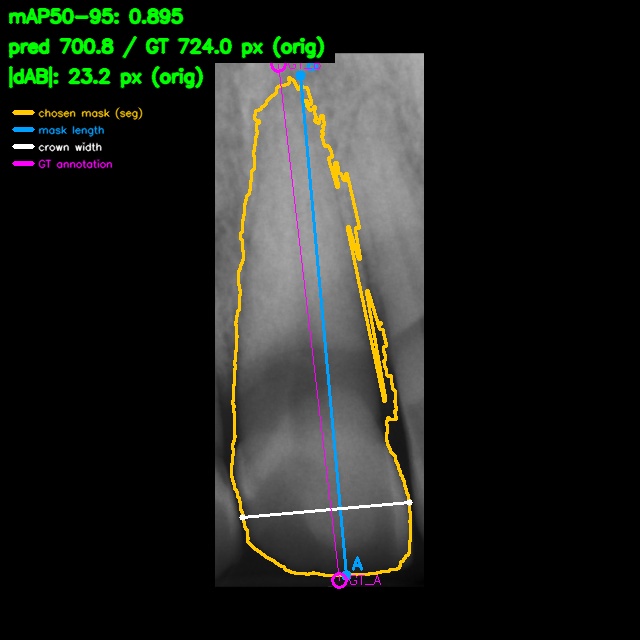 mAP50-95: 0.895
pred 700.8 / GT 724.0 px (orig)
|dAB|: 23.2 px (orig)
chosen mask (seg)
mask length
crown width
GT annotation
A
GT_A